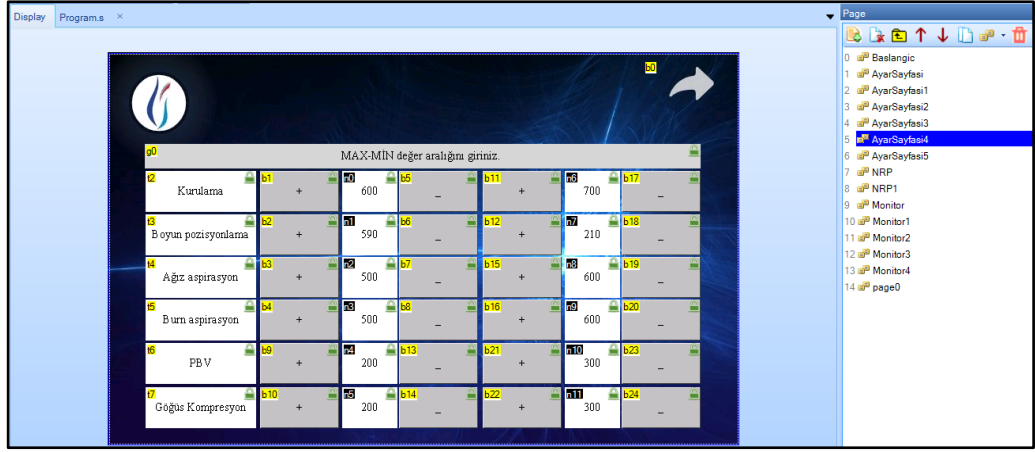 Display Program.s ×
Page
b0
g0 MAX-MİN değer aralığını giriniz.
t2 Kurulama b1 + n0 600 b5 _ b11 + n6 700 b17 _
t3 Boyun pozisyonlama b2 + n1 590 b6 _ b12 + n7 210 b18 _
t4 Ağız aspirasyon b3 + n2 500 b7 _ b15 + n8 600 b19 _
t5 Burn aspirasyon b4 + n3 500 b8 _ b16 + n9 600 b20 _
t6 PBV b9 + n4 200 b13 _ b21 + n10 300 b23 _
t7 Göğüs Kompresyon b10 + n5 200 b14 _ b22 + n11 300 b24 _
0 Baslangic
1 AyarSayfasi
2 AyarSayfasi1
3 AyarSayfasi2
4 AyarSayfasi3
5 AyarSayfasi4
6 AyarSayfasi5
7 NRP
8 NRP1
9 Monitor
10 Monitor1
11 Monitor2
12 Monitor3
13 Monitor4
14 page0